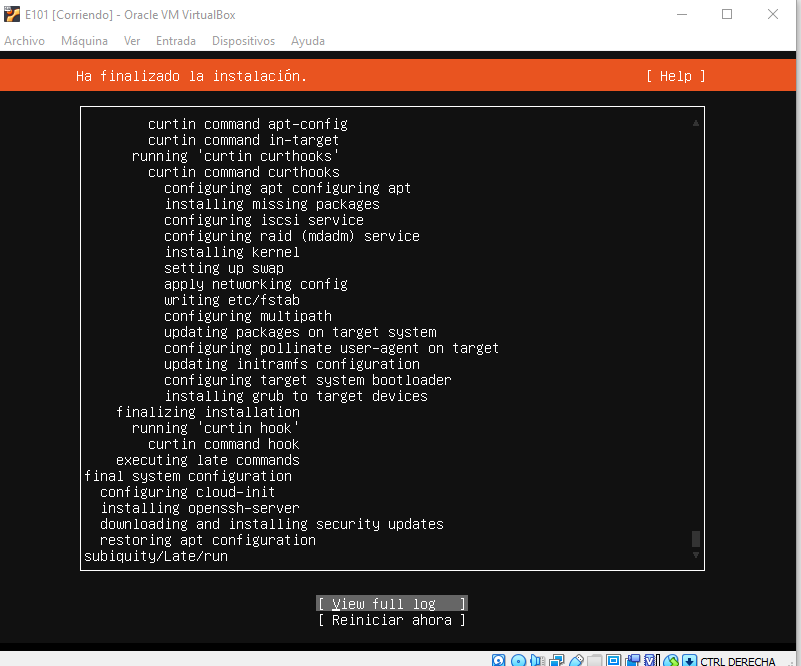 E101 [Corriendo] - Oracle VM VirtualBox
Archivo Máquina Ver Entrada Dispositivos Ayuda
Ha finalizado la instalación. [ Help ]
curtin command apt-config
curtin command in-target
running 'curtin curthooks'
curtin command curthooks
configuring apt configuring apt
installing missing packages
configuring iscsi service
configuring raid (mdadm) service
installing kernel
setting up swap
apply networking config
writing etc/fstab
configuring multipath
updating packages on target system
configuring pollinate user-agent on target
updating initramfs configuration
configuring target system bootloader
installing grub to target devices
finalizing installation
running 'curtin hook'
curtin command hook
executing late commands
final system configuration
configuring cloud-init
installing openssh-server
downloading and installing security updates
restoring apt configuration
subiquity/Late/run
[ View full log ]
[ Reiniciar ahora ]
CTRL DERECHA